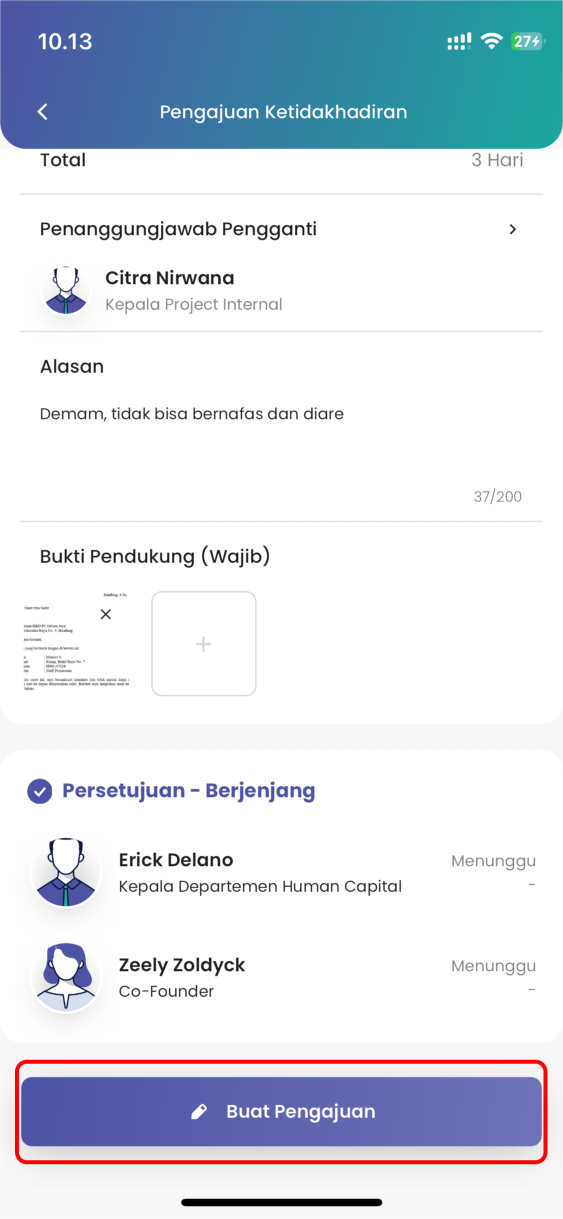 10.13
27
Pengajuan Ketidakhadiran
Total
3 Hari
Penanggungjawab Pengganti
Citra Nirwana
Kepala Project Internal
Alasan
Demam, tidak bisa bernafas dan diare
37/200
Bukti Pendukung (Wajib)
Persetujuan - Berjenjang
Erick Delano
Menunggu
Kepala Departemen Human Capital
-
Zeely Zoldyck
Menunggu
Co-Founder
-
Buat Pengajuan